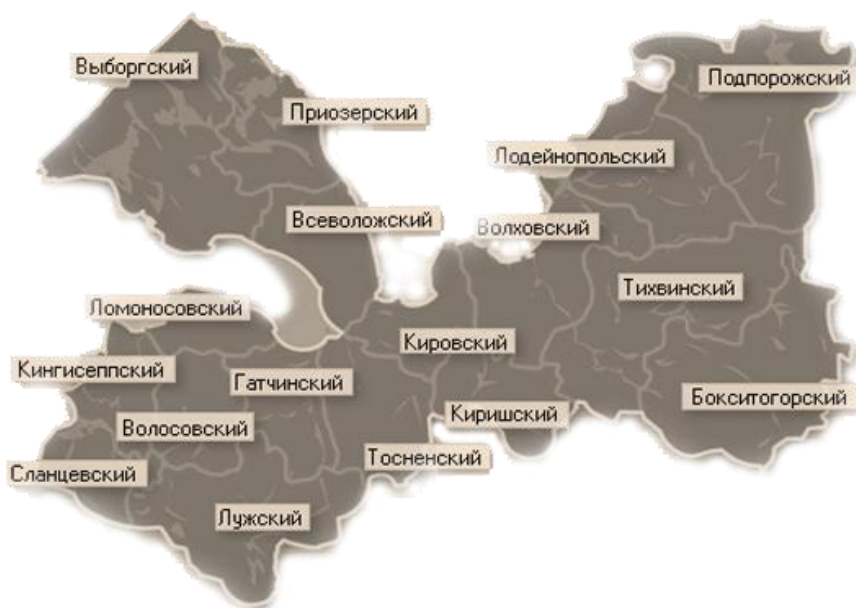 Выборгский
Подпорожский
Приозерский
Лодейнопольский
Всеволожский
Волховский
Тихвинский
Ломоносовский
Кировский
Кингисеппский
Гатчинский
Бокситогорский
Киришский
Волосовский
Тосненский
Сланцевский
Лужский